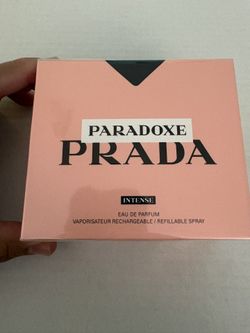 PARADOXE
PRADA
INTENSE
EAU DE PARFUM
VAPORISATEUR RECHARGEABLE / REFILLABLE SPRAY